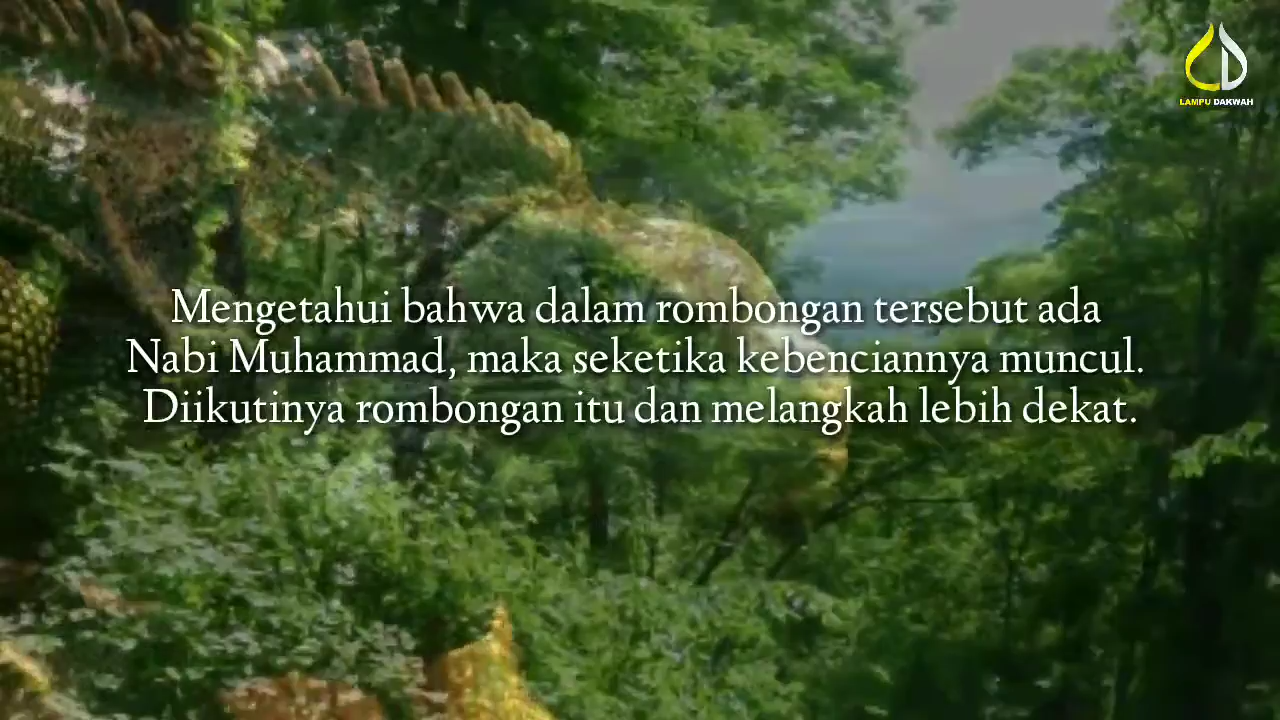 LAMPU DAKWAH
Mengetahui bahwa dalam rombongan tersebut ada
Nabi Muhammad, maka seketika kebenciannya muncul.
Diikutinya rombongan itu dan melangkah lebih dekat.